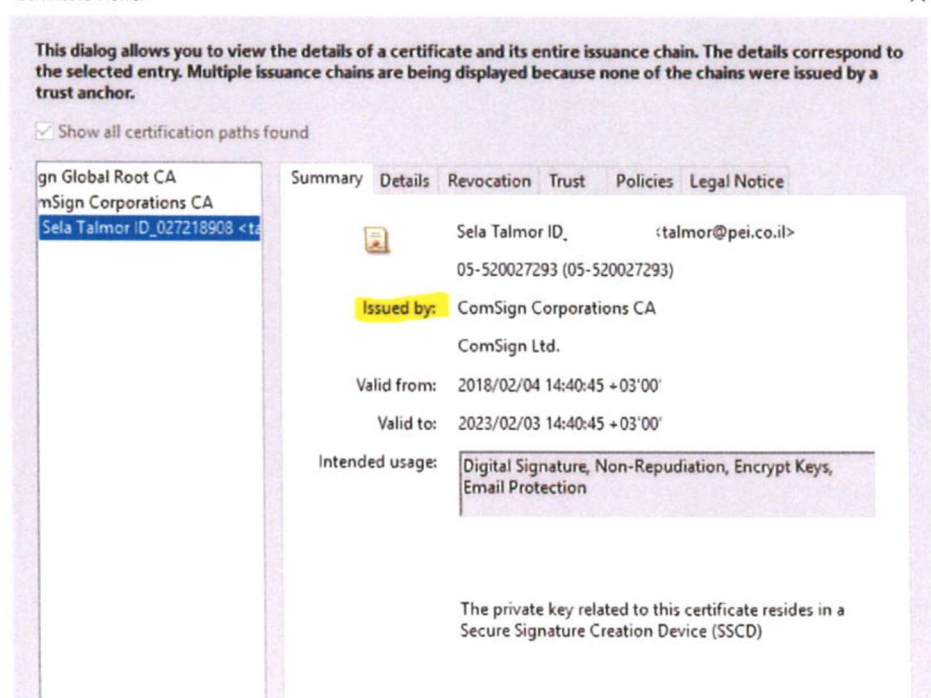 This dialog allows you to view the details of a certificate and its entire issuance chain. The details correspond to
the selected entry. Multiple issuance chains are being displayed because none of the chains were issued by a
trust anchor.
Show all certification paths found
gn Global Root CA
mSign Corporations CA
Sela Talmor ID_027218908 <ta
Summary Details Revocation Trust Policies Legal Notice
Sela Talmor ID_ <talmor@pei.co.il>
05-520027293 (05-520027293)
Issued by: ComSign Corporations CA
ComSign Ltd.
Valid from: 2018/02/04 14:40:45 +03'00'
Valid to: 2023/02/03 14:40:45 +03'00'
Intended usage: Digital Signature, Non-Repudiation, Encrypt Keys,
Email Protection
The private key related to this certificate resides in a
Secure Signature Creation Device (SSCD)